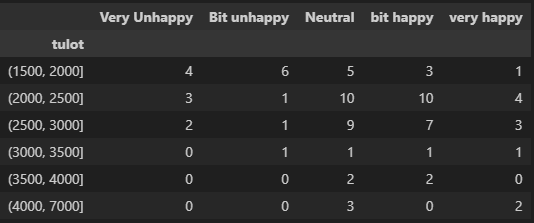 Very Unhappy Bit unhappy Neutral bit happy very happy
tulot
(1500, 2000] 4 6 5 3 1
(2000, 2500] 3 1 10 10 4
(2500, 3000] 2 1 9 7 3
(3000, 3500] 0 1 1 1 1
(3500, 4000] 0 0 2 2 0
(4000, 7000] 0 0 3 0 2